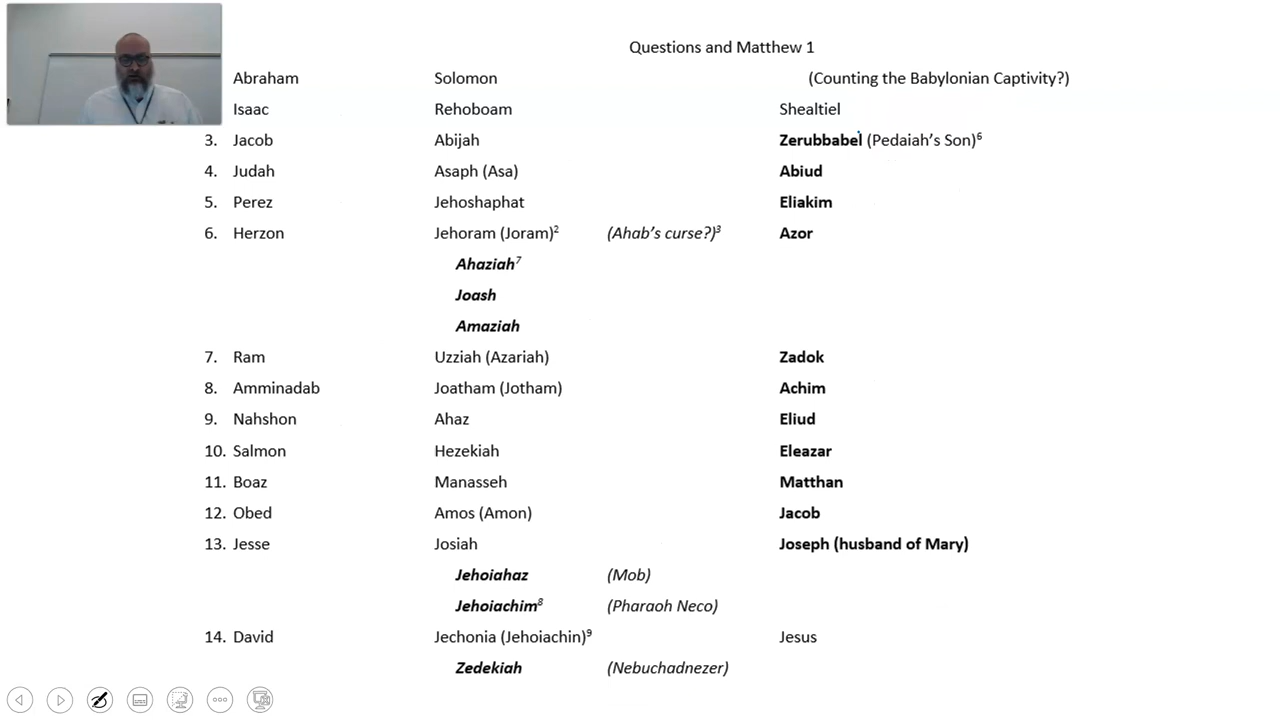 Questions and Matthew 1
Abraham Solomon (Counting the Babylonian Captivity?)
Isaac Rehoboam Shealtiel
3. Jacob Abijah Zerubbabel (Pedaiah's Son)⁶
4. Judah Asaph (Asa) Abiud
5. Perez Jehoshaphat Eliakim
6. Herzon Jehoram (Joram)² (Ahab's curse?)³ Azor
Ahaziah⁷
Joash
Amaziah
7. Ram Uzziah (Azariah) Zadok
8. Amminadab Joatham (Jotham) Achim
9. Nahshon Ahaz Eliud
10. Salmon Hezekiah Eleazar
11. Boaz Manasseh Matthan
12. Obed Amos (Amon) Jacob
13. Jesse Josiah Joseph (husband of Mary)
Jehoiahaz (Mob)
Jehoiachim⁸ (Pharaoh Neco)
14. David Jechonia (Jehoiachin)⁹ Jesus
Zedekiah (Nebuchadnezer)